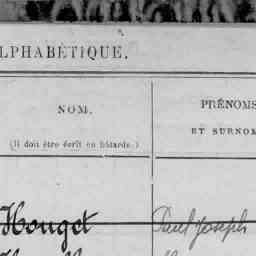 LPHABÉTIQUE.
NOM.
(Il doit être écrit en bâtarde.)
PRÉNOMS
ET SURNOM
Houget
Paul Joseph